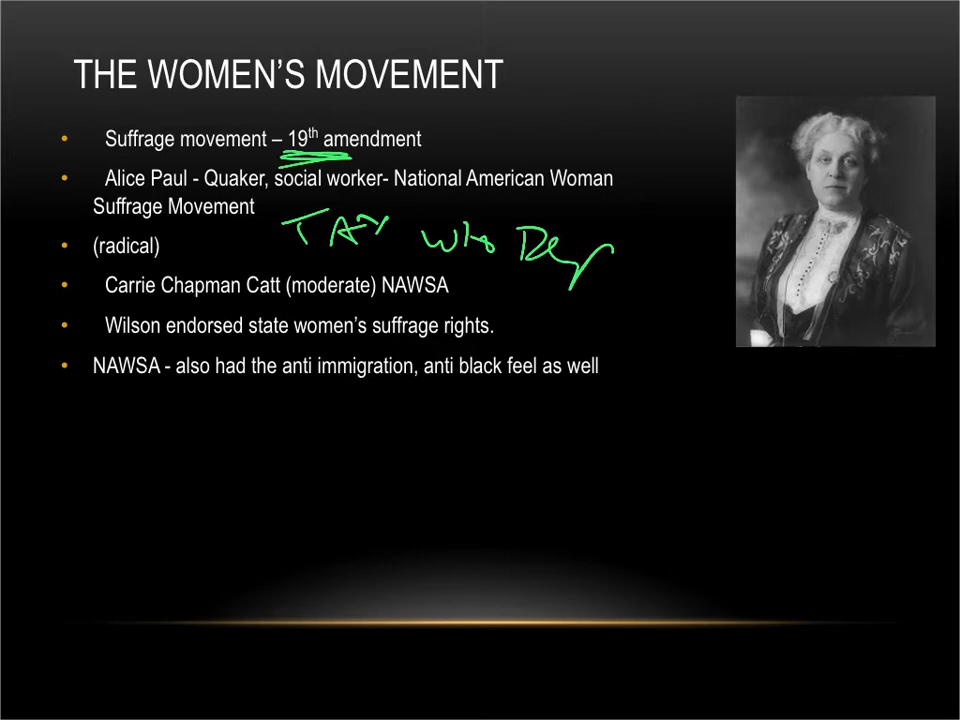 THE WOMEN'S MOVEMENT
• Suffrage movement – 19th amendment
• Alice Paul - Quaker, social worker- National American Woman
Suffrage Movement
TAX w/o
• (radical)
• Carrie Chapman Catt (moderate) NAWSA
• Wilson endorsed state women's suffrage rights.
• NAWSA - also had the anti immigration, anti black feel as well